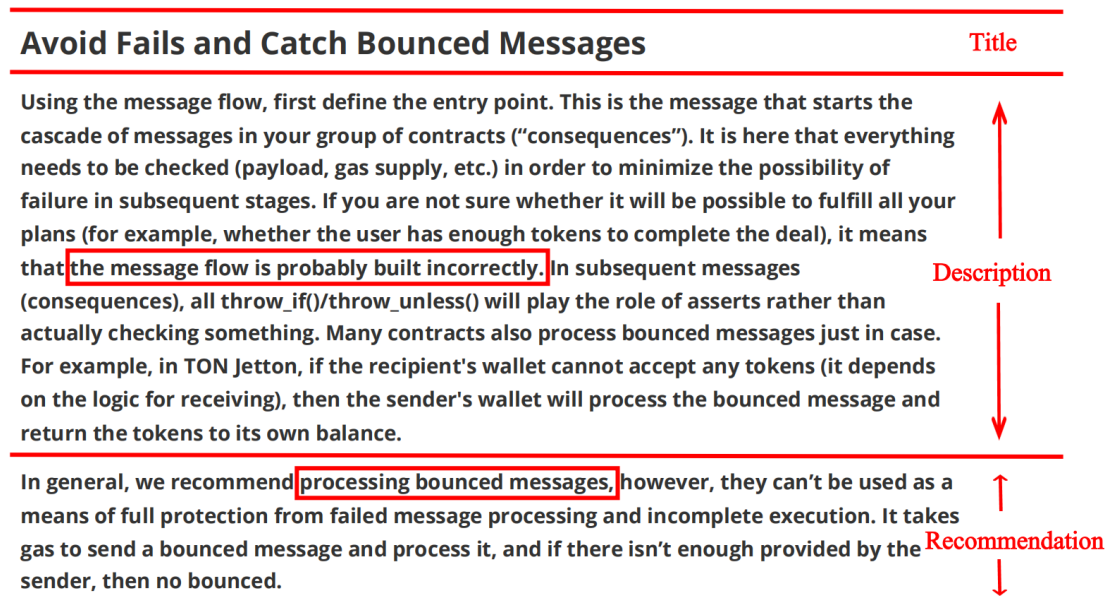 Avoid Fails and Catch Bounced Messages
Title
Using the message flow, first define the entry point. This is the message that starts the
cascade of messages in your group of contracts (“consequences”). It is here that everything
needs to be checked (payload, gas supply, etc.) in order to minimize the possibility of
failure in subsequent stages. If you are not sure whether it will be possible to fulfill all your
plans (for example, whether the user has enough tokens to complete the deal), it means
that the message flow is probably built incorrectly. In subsequent messages
(consequences), all throw_if()/throw_unless() will play the role of asserts rather than
actually checking something. Many contracts also process bounced messages just in case.
For example, in TON Jetton, if the recipient's wallet cannot accept any tokens (it depends
on the logic for receiving), then the sender's wallet will process the bounced message and
return the tokens to its own balance.
Description
In general, we recommend processing bounced messages, however, they can’t be used as a
means of full protection from failed message processing and incomplete execution. It takes
gas to send a bounced message and process it, and if there isn’t enough provided by the
sender, then no bounced.
Recommendation